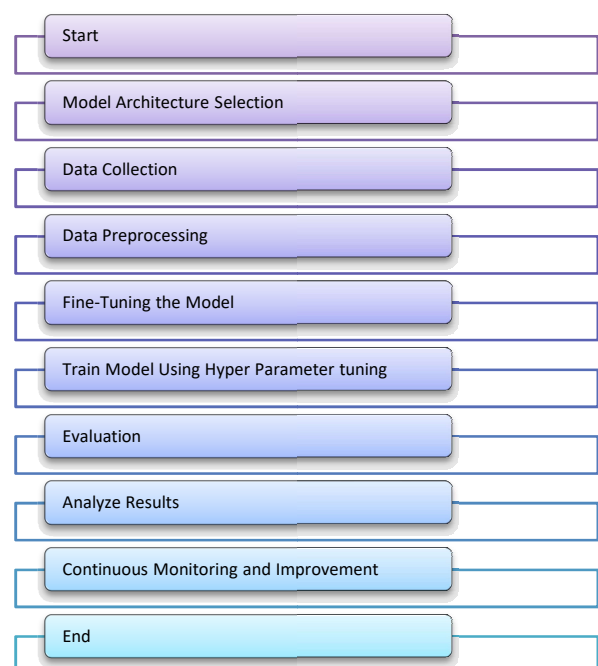 Start
Model Architecture Selection
Data Collection
Data Preprocessing
Fine-Tuning the Model
Train Model Using Hyper Parameter tuning
Evaluation
Analyze Results
Continuous Monitoring and Improvement
End